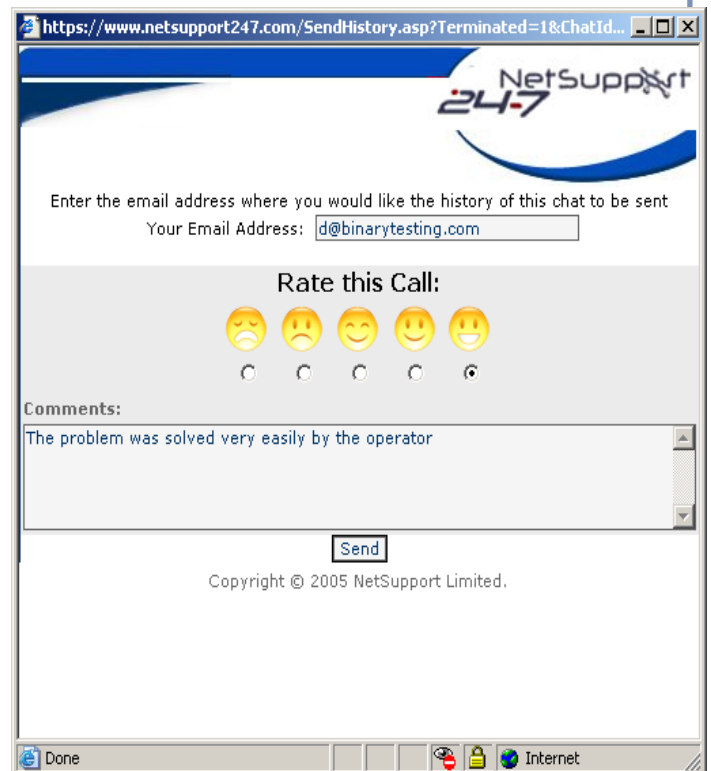 https://www.netsupport247.com/SendHistory.asp?Terminated=1&ChatId...
NetSupport
24-7
Enter the email address where you would like the history of this chat to be sent
Your Email Address: d@binarytesting.com
Rate this Call:
Comments:
The problem was solved very easily by the operator
Send
Copyright © 2005 NetSupport Limited.
Done Internet